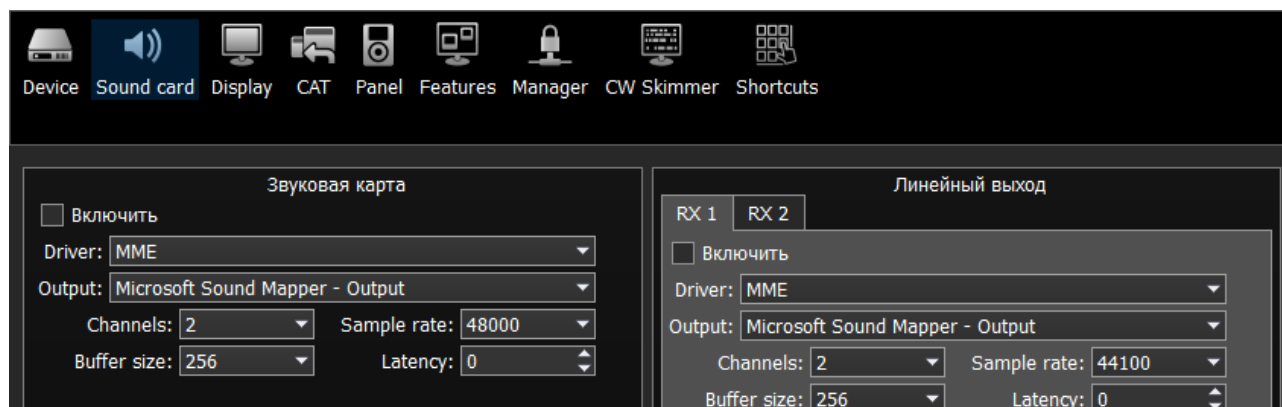 Device Sound card Display CAT Panel Features Manager CW Skimmer Shortcuts
Звуковая карта
Включить
Driver: MME
Output: Microsoft Sound Mapper - Output
Channels: 2 Sample rate: 48000
Buffer size: 256 Latency: 0
Линейный выход
RX 1 RX 2
Включить
Driver: MME
Output: Microsoft Sound Mapper - Output
Channels: 2 Sample rate: 44100
Buffer size: 256 Latency: 0